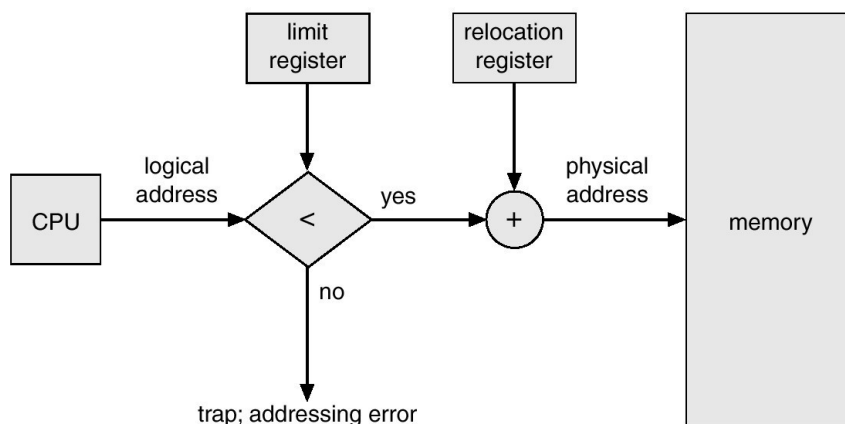 limit
register
relocation
register
logical
address
physical
address
CPU
<
yes
+
memory
no
trap; addressing error